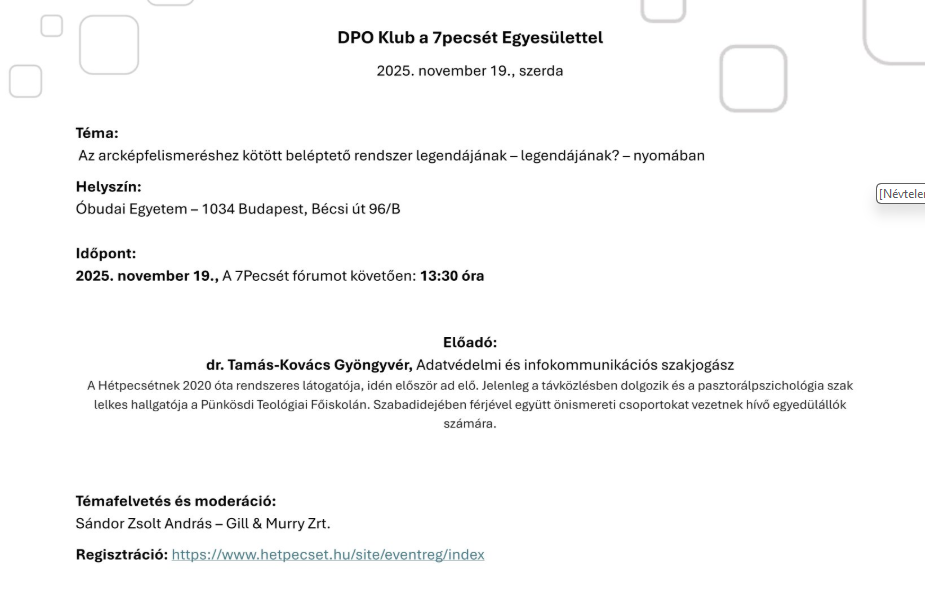 DPO Klub a 7pecsét Egyesülettel
2025. november 19., szerda
Téma:
Az arcképfelismeréshez kötött beléptető rendszer legendájának – legendájának? – nyomában
Helyszín:
Óbudai Egyetem – 1034 Budapest, Bécsi út 96/B
[Névtelen
Időpont:
2025. november 19., A 7Pecsét fórumot követően: 13:30 óra
Előadó:
dr. Tamás-Kovács Gyöngyvér, Adatvédelmi és infokommunikációs szakjogász
A Hétpecsétnek 2020 óta rendszeres látogatója, idén először ad elő. Jelenleg a távközlésben dolgozik és a pasztorálpszichológia szak
lelkes hallgatója a Pünkösdi Teológiai Főiskolán. Szabadidejében férjével együtt önismereti csoportokat vezetnek hívő egyedülállók
számára.
Témafelvetés és moderáció:
Sándor Zsolt András – Gill & Murry Zrt.
Regisztráció: https://www.hetpecset.hu/site/eventreg/index